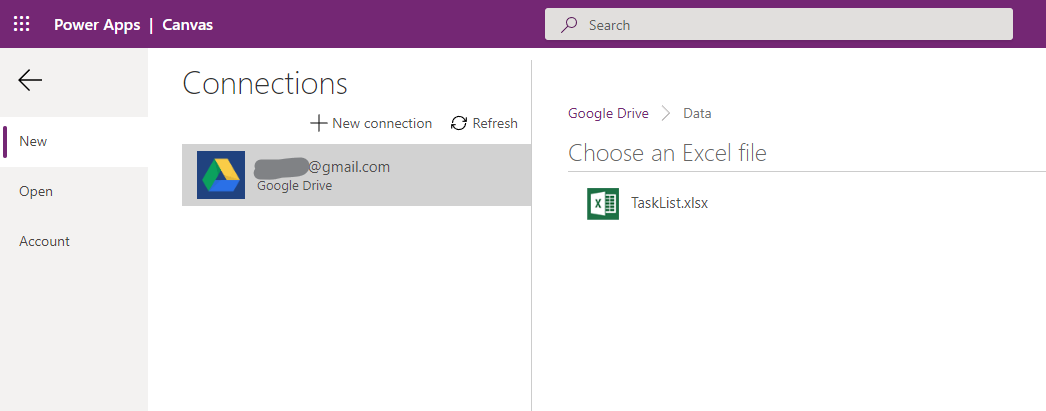 Power Apps | Canvas
Search
New
Open
Account
Connections
New connection
Refresh
@gmail.com
Google Drive
Google Drive > Data
Choose an Excel file
TaskList.xlsx